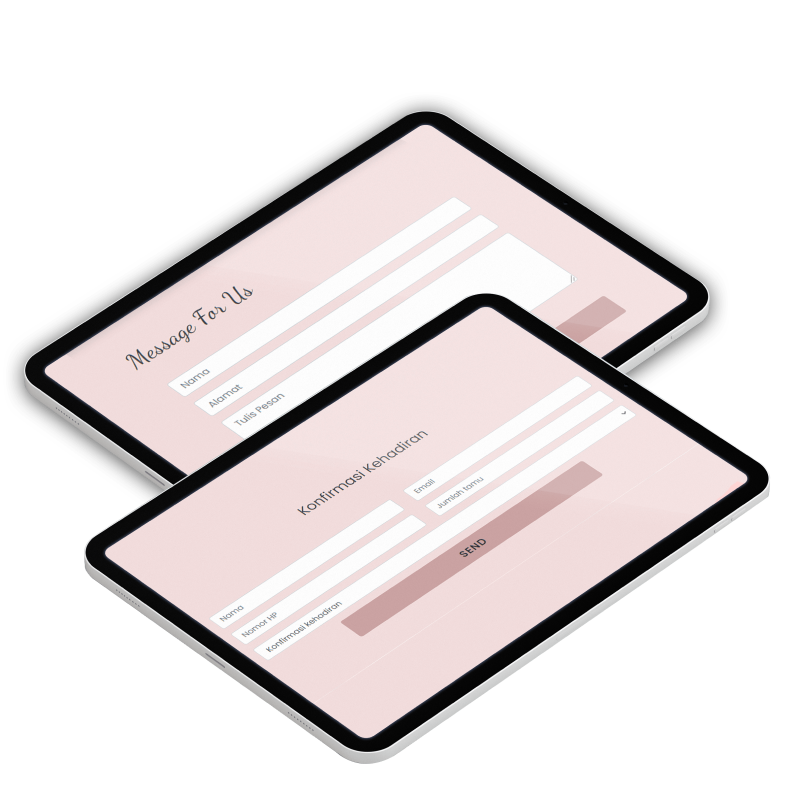 Message For Us
Nama
Alamat
Tulis Pesan
Konfirmasi Kehadiran
Nama
Email
Nomor HP
Jumlah tamu
Konfirmasi kehadiran
SEND